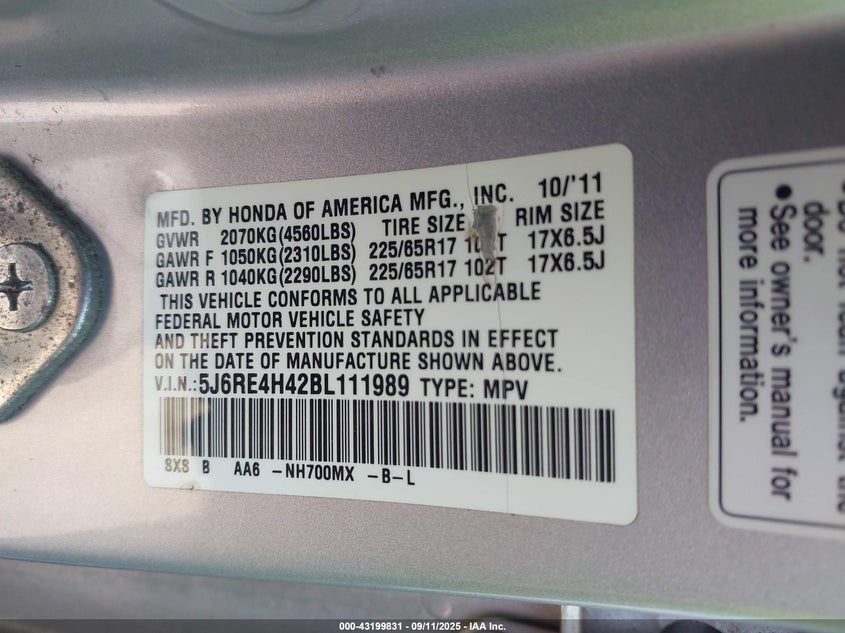 MFD. BY HONDA OF AMERICA MFG., INC. 10/'11
GVWR 2070KG(4560LBS) TIRE SIZE RIM SIZE
GAWR F 1050KG(2310LBS) 225/65R17 17X6.5J
GAWR R 1040KG(2290LBS) 225/65R17 102T 17X6.5J
THIS VEHICLE CONFORMS TO ALL APPLICABLE
FEDERAL MOTOR VEHICLE SAFETY
AND THEFT PREVENTION STANDARDS IN EFFECT
ON THE DATE OF MANUFACTURE SHOWN ABOVE.
V.I.N.:5J6RE4H42BL111989 TYPE: MPV
SXS B AA6 -NH700MX -B-L
door.
• See owner's manual for
more information.
000-43199831 - 09/11/2025 - IAA Inc.